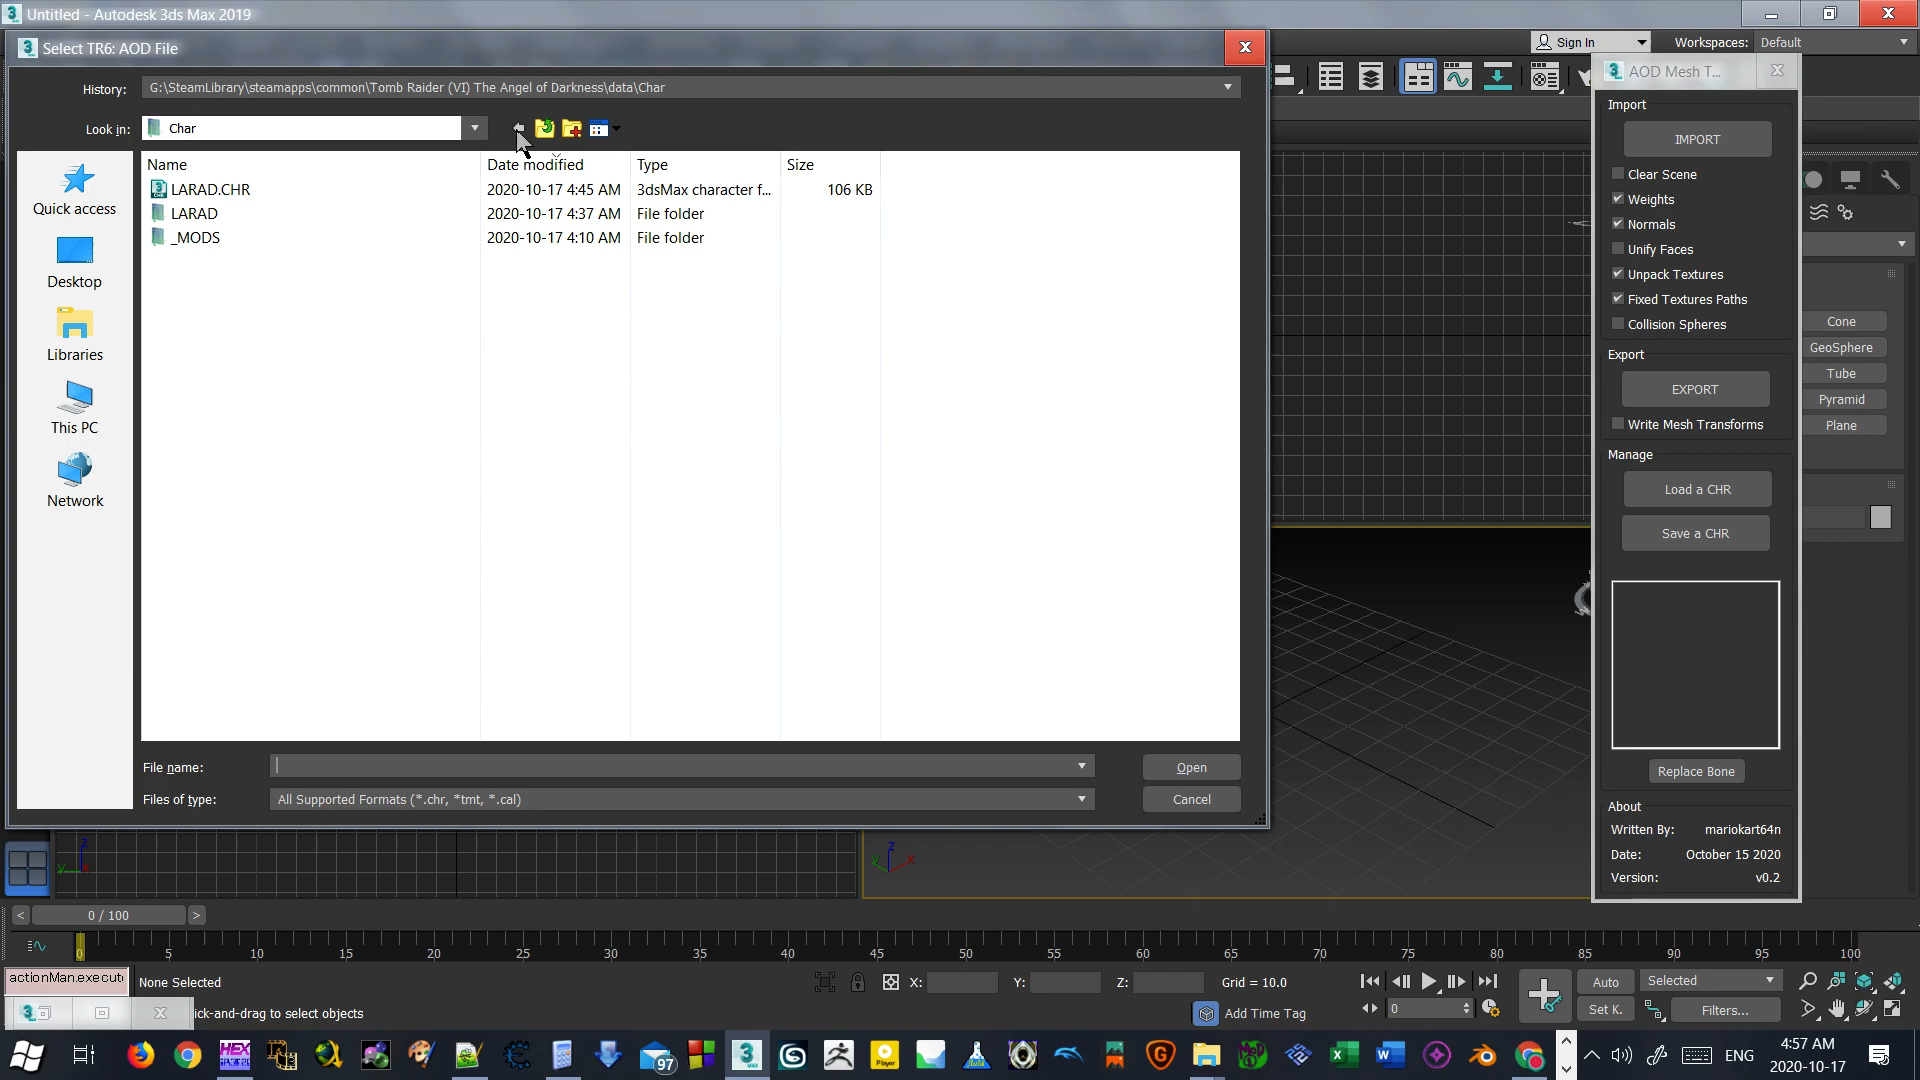 Untitled - Autodesk 3ds Max 2019
Select TR6: AOD File
Sign In
Workspaces: Default
AOD Mesh T...
History: G:\SteamLibrary\steamapps\common\Tomb Raider (VI) The Angel of Darkness\data\Char
Look in: Char
Name Date modified Type Size
LARAD.CHR 2020-10-17 4:45 AM 3dsMax character f... 106 KB
LARAD 2020-10-17 4:37 AM File folder
_MODS 2020-10-17 4:10 AM File folder
Quick access
Desktop
Libraries
This PC
Network
File name:
Open
Files of type: All Supported Formats (*.chr, *tmt, *.cal)
Cancel
Import
IMPORT
Clear Scene
Weights
Normals
Unify Faces
Unpack Textures
Fixed Textures Paths
Collision Spheres
Export
EXPORT
Write Mesh Transforms
Manage
Load a CHR
Save a CHR
Replace Bone
About
Written By: mariokart64n
Date: October 15 2020
Version: v0.2
Cone
GeoSphere
Tube
Pyramid
Plane
z
y x
z
y x
< 0 / 100 >
0 5 10 15 20 25 30 35 40 45 50 55 60 65 70 75 80 85 90 95 100
actionMan.execute
None Selected
X: Y: Z: Grid = 10.0
Auto
Selected
ick-and-drag to select objects
Add Time Tag
0
Set K.
Filters...
HEX
97
Player
ENG
4:57 AM
2020-10-17